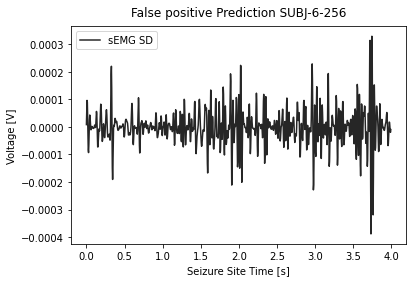 False positive Prediction SUBJ-6-256
sEMG SD
0.0003
0.0002
0.0001
0.0000
−0.0001
−0.0002
−0.0003
−0.0004
Voltage [V]
0.0 0.5 1.0 1.5 2.0 2.5 3.0 3.5 4.0
Seizure Site Time [s]